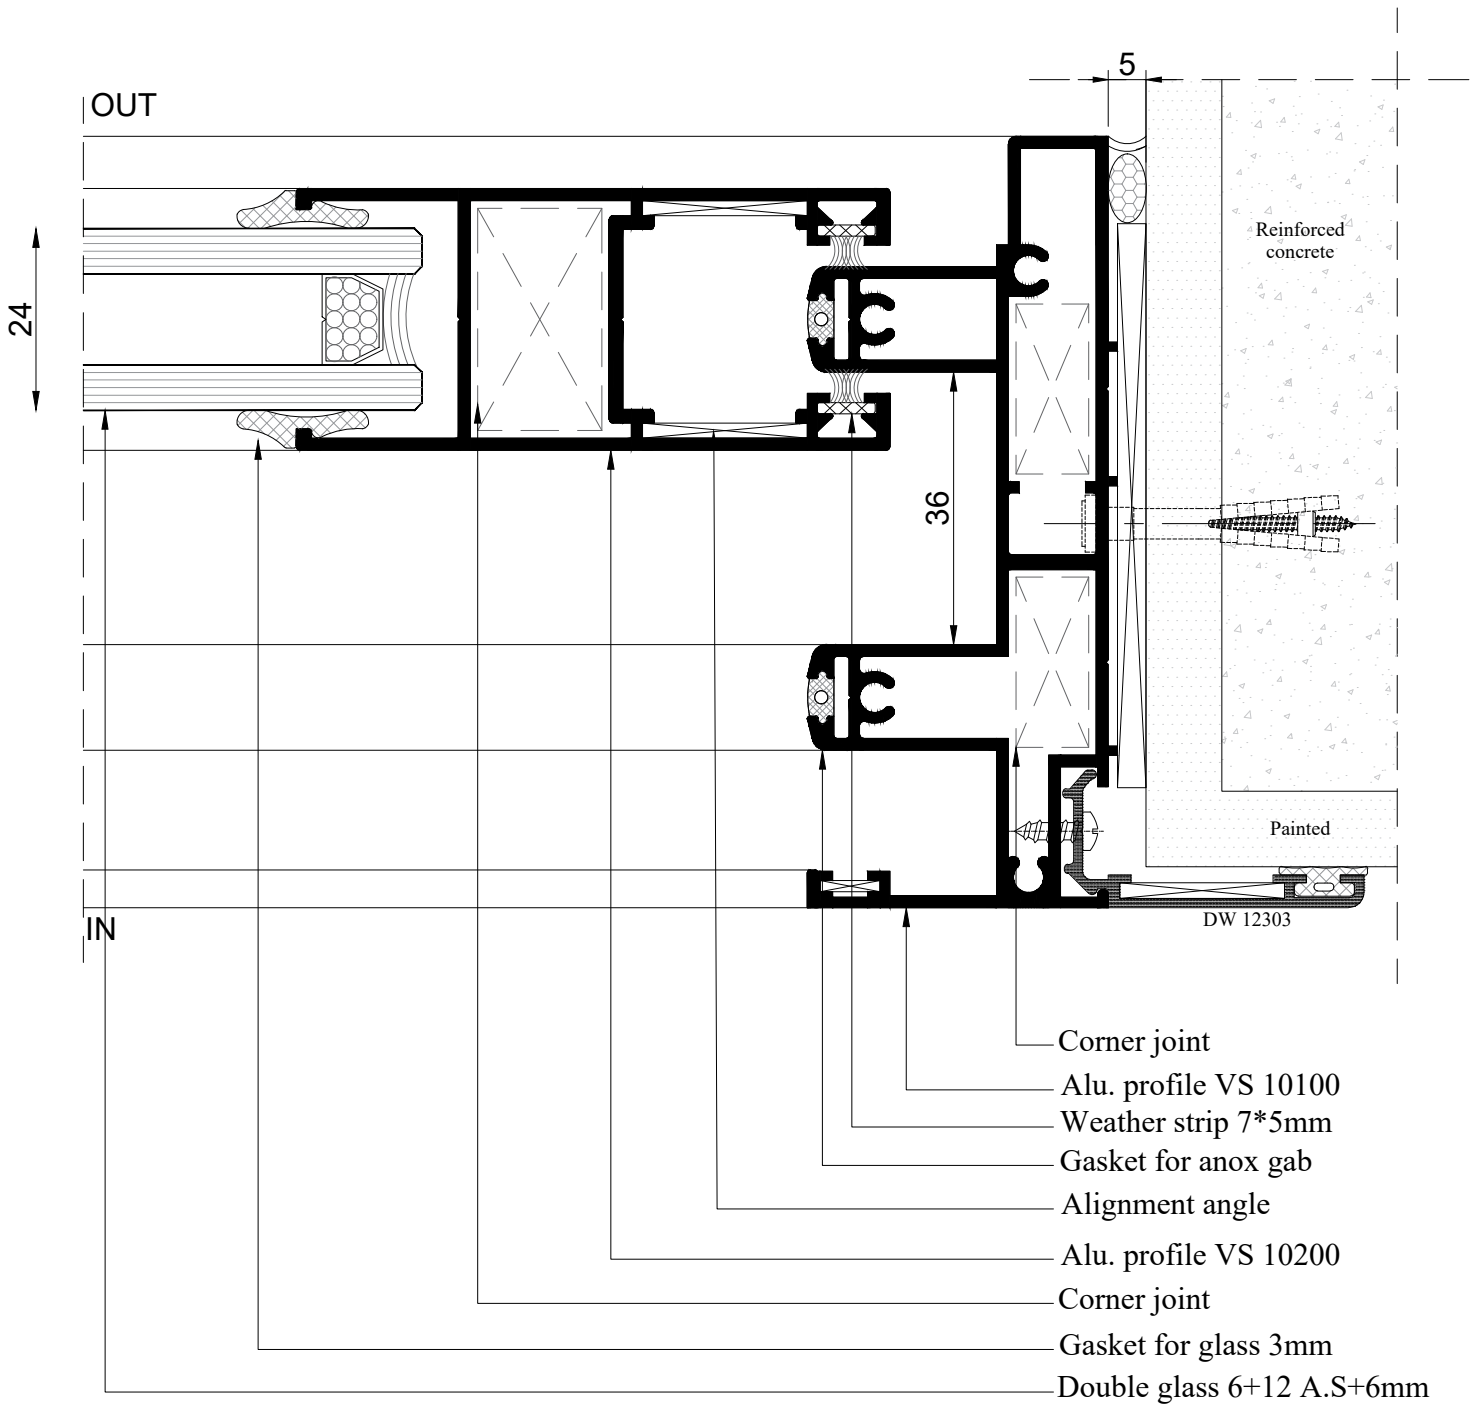 5
OUT
Reinforced
concrete
24
36
Painted
DW 12303
IN
Corner joint
Alu. profile VS 10100
Weather strip 7*5mm
Gasket for anox gab
Alignment angle
Alu. profile VS 10200
Corner joint
Gasket for glass 3mm
Double glass 6+12 A.S+6mm